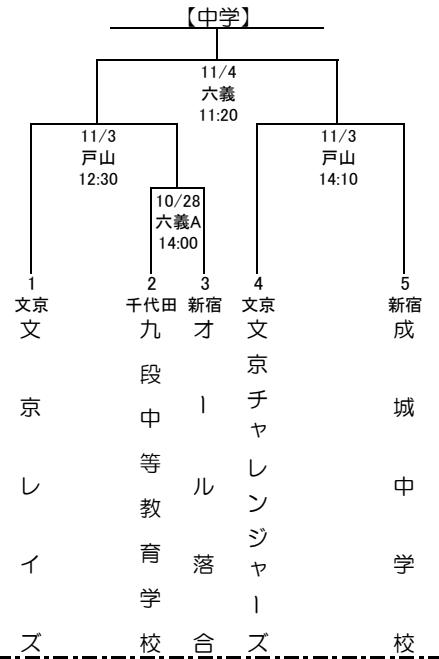 【中学】
11/4
六義
11:20
11/3
戸山
12:30
11/3
戸山
14:10
10/28
六義A
14:00
1
文京
文京レイズ
2
千代田
九段中等教育学校
3
新宿
オール落合
4
文京
文京チャレンジャーズ
5
新宿
成城中学校